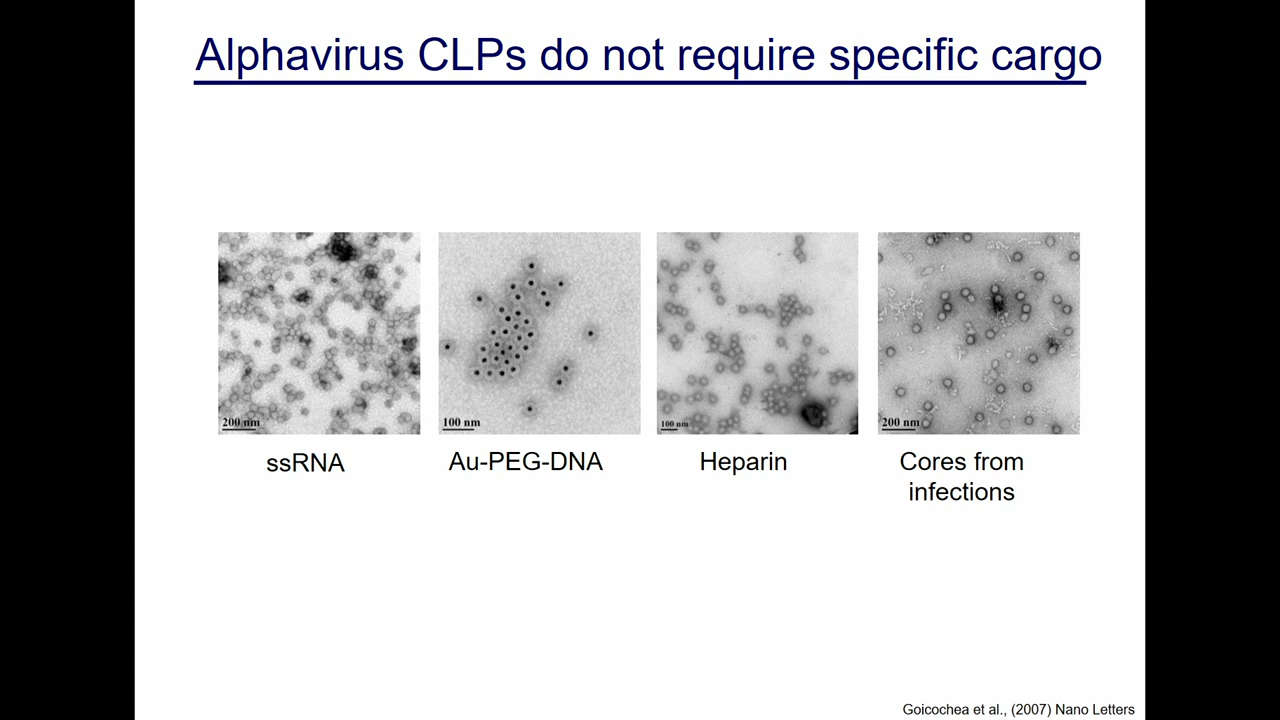 Alphavirus CLPs do not require specific cargo
200 nm
100 nm
100 nm
200 nm
ssRNA
Au-PEG-DNA
Heparin
Cores from
infections
Goicochea et al., (2007) Nano Letters